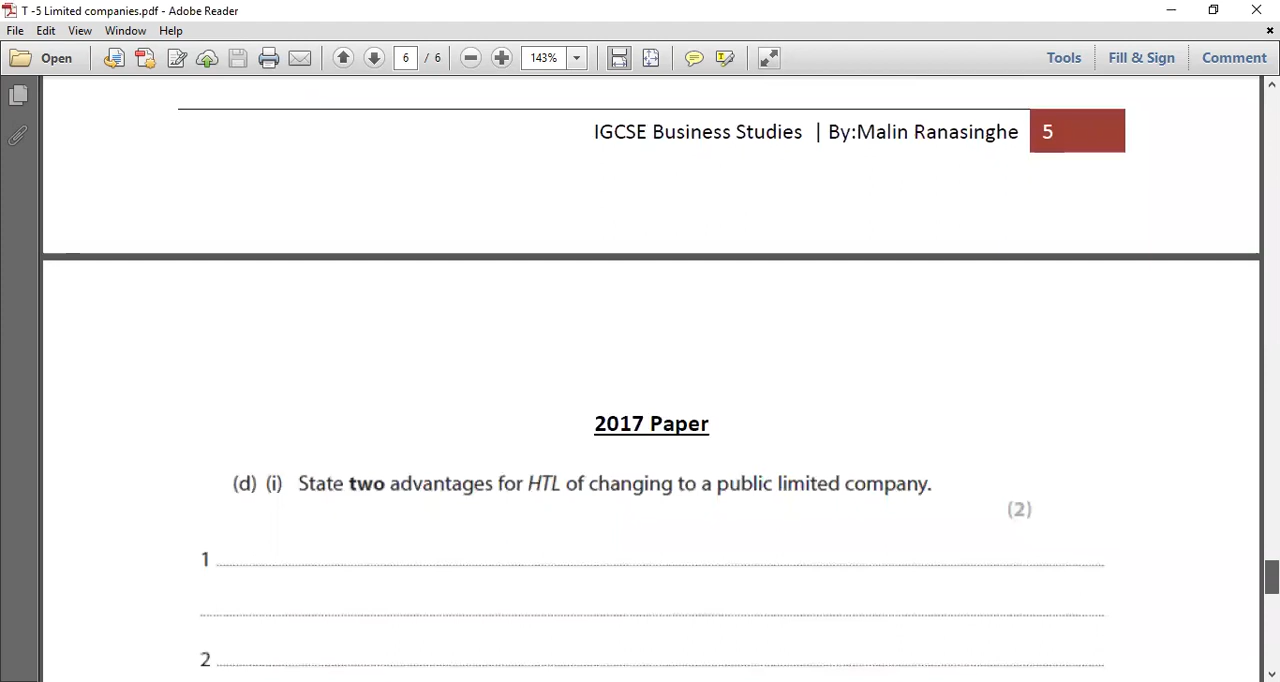 T -5 Limited companies.pdf - Adobe Reader
File Edit View Window Help
Open 6 / 6 143% Tools Fill & Sign Comment
IGCSE Business Studies | By:Malin Ranasinghe 5
2017 Paper
(d) (i) State two advantages for HTL of changing to a public limited company.
(2)
1
2